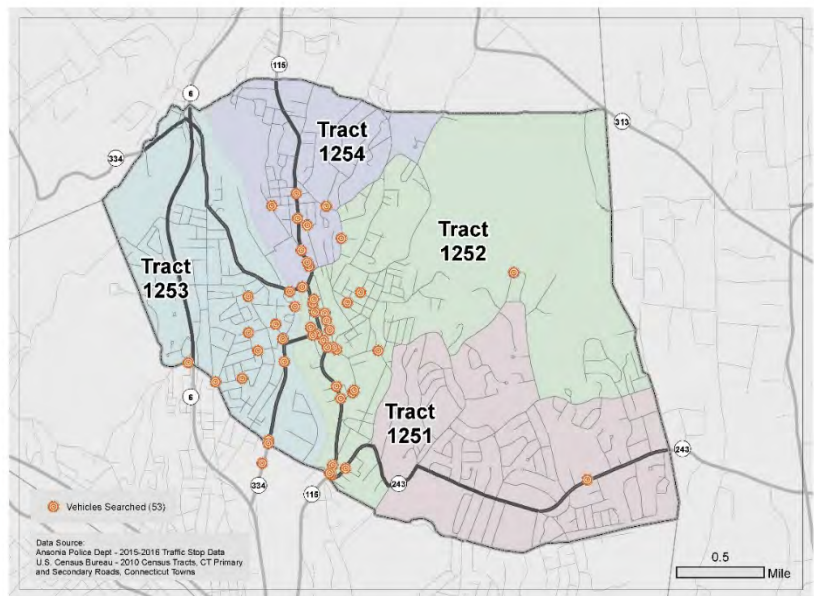 115
6
313
334
Tract
1254
Tract
1252
Tract
1253
Tract
1251
6
243
243
334
115
Vehicles Searched (53)
Data Source:
Ansonia Police Dept - 2015-2016 Traffic Stop Data
U.S. Census Bureau - 2010 Census Tracts, CT Primary
and Secondary Roads, Connecticut Towns
0.5
Mile